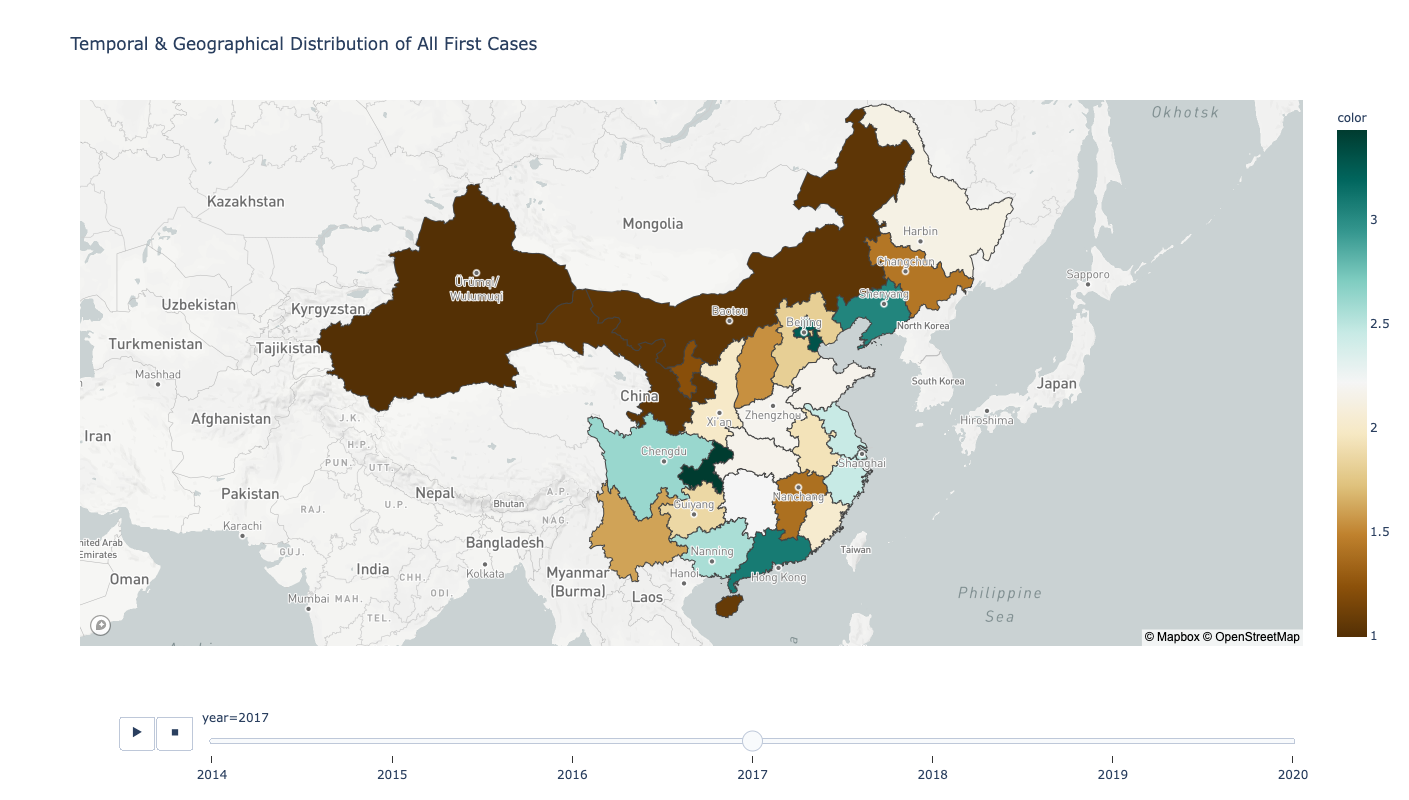 Temporal & Geographical Distribution of All First Cases
color
Okhotsk
Kazakhstan
Mongolia
Harbin
Changchun
Sapporo
Ürümqi/
Wulumuqi
Uzbekistan
Kyrgyzstan
Baotou
Shenyang
Beijing
North Korea
Turkmenistan
Tajikistan
Mashhad
South Korea
Japan
China
Afghanistan
J.K.
Xi'an
Zhengzhou
Hiroshima
Iran
H.P.
PUN.
UTT.
Chengdu
Shanghai
Pakistan
Nepal
A.P.
Bhutan
U.P.
RAJ.
NAG.
Guiyang
Nanchang
Karachi
nited Arab
Emirates
GUJ.
Bangladesh
Nanning
Taiwan
Oman
India
CHH.
Kolkata
Myanmar
(Burma)
Hanoi
Hong Kong
Laos
Mumbai
MAH.
ODI.
TEL.
Philippine
Sea
© Mapbox © OpenStreetMap
3
2.5
2
1.5
1
year=2017
2014
2015
2016
2017
2018
2019
2020